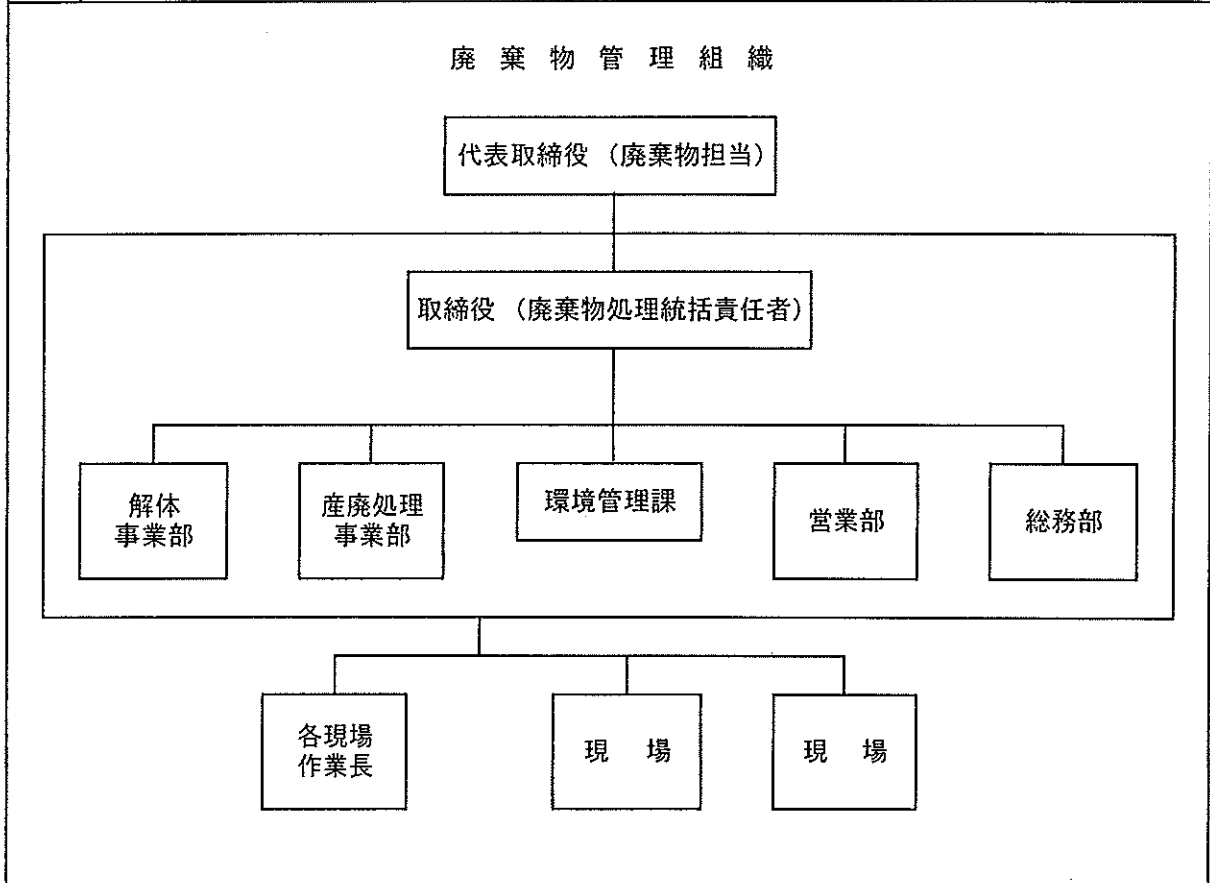 廃棄物管理組織
代表取締役（廃棄物担当）
取締役（廃棄物処理統括責任者）
解体
事業部
産廃処理
事業部
環境管理課
営業部
総務部
各現場
作業長
現　場
現　場